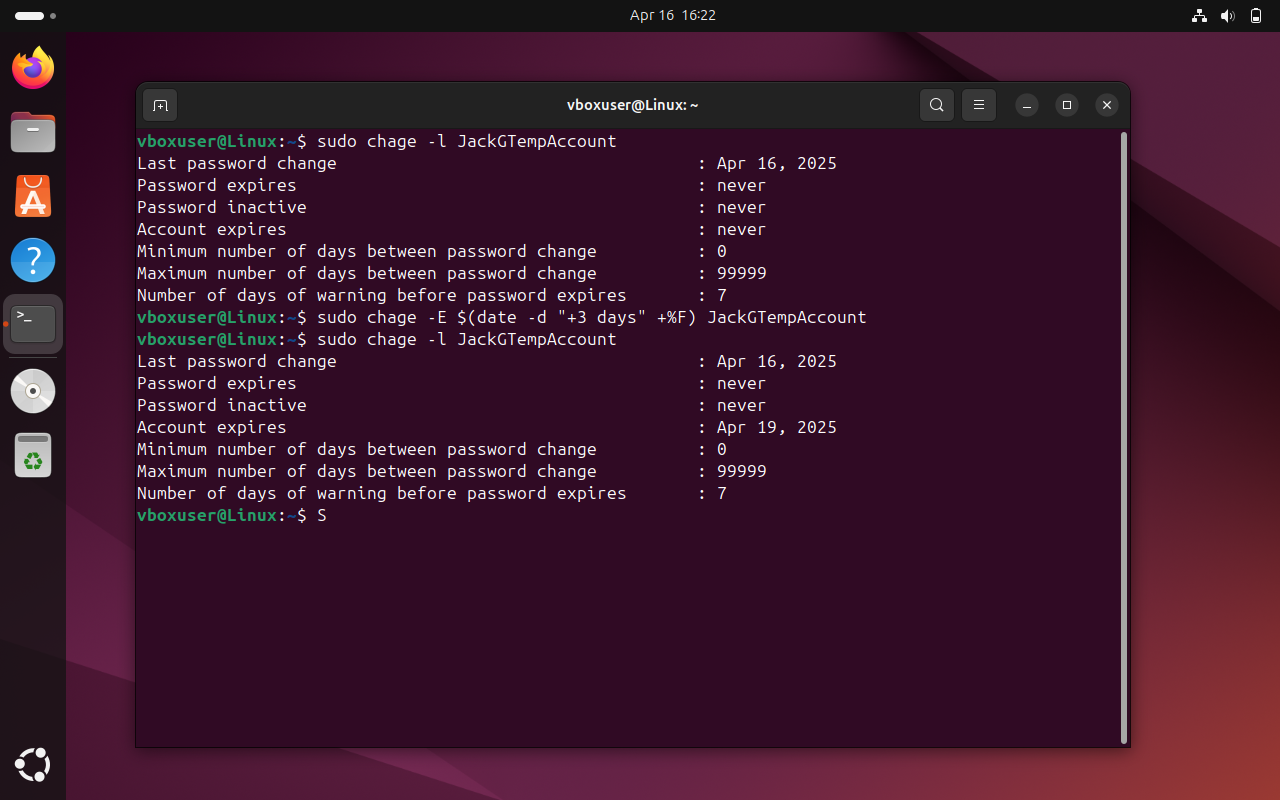 Apr 16 16:22
vboxuser@Linux: ~
vboxuser@Linux:~$ sudo chage -l JackGTempAccount
Last password change : Apr 16, 2025
Password expires : never
Password inactive : never
Account expires : never
Minimum number of days between password change : 0
Maximum number of days between password change : 99999
Number of days of warning before password expires : 7
vboxuser@Linux:~$ sudo chage -E $(date -d "+3 days" +%F) JackGTempAccount
vboxuser@Linux:~$ sudo chage -l JackGTempAccount
Last password change : Apr 16, 2025
Password expires : never
Password inactive : never
Account expires : Apr 19, 2025
Minimum number of days between password change : 0
Maximum number of days between password change : 99999
Number of days of warning before password expires : 7
vboxuser@Linux:~$ S